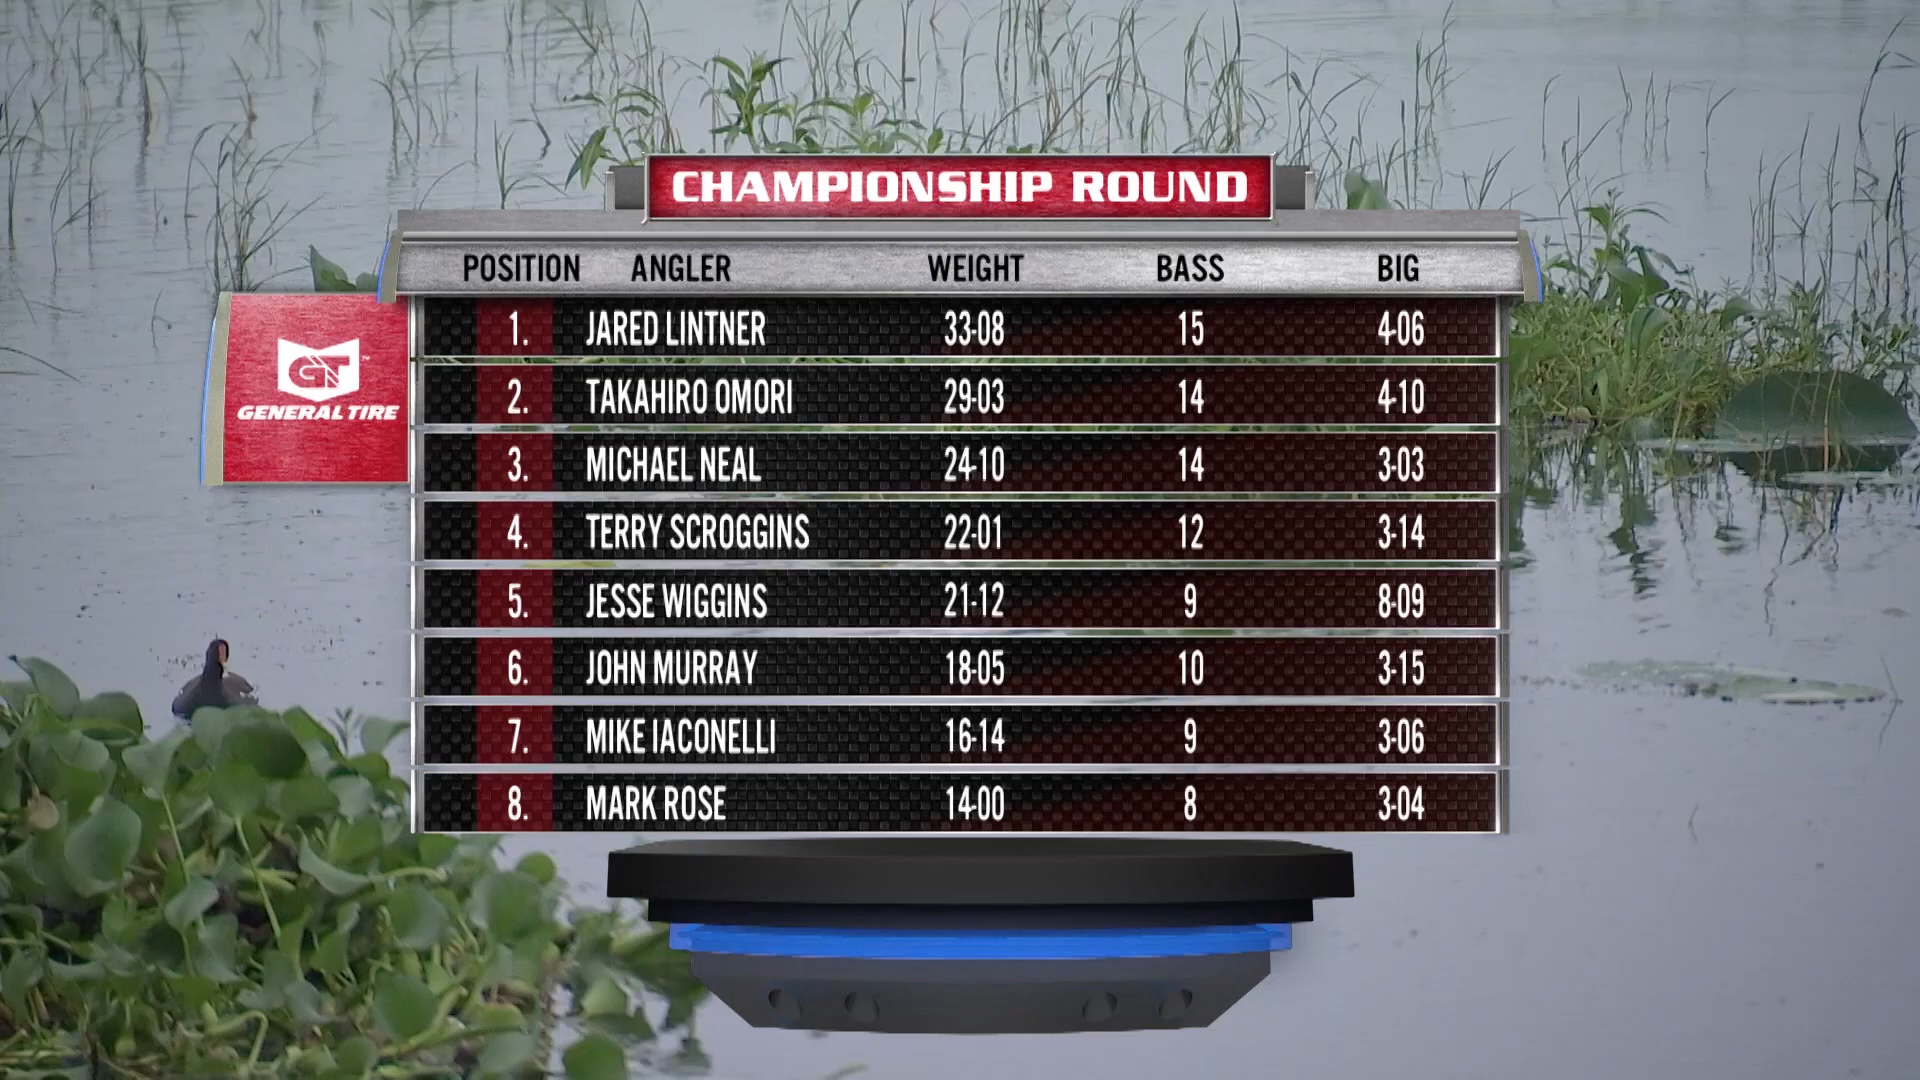 CHAMPIONSHIP ROUND
POSITION ANGLER WEIGHT BASS BIG
GT™
GENERAL TIRE
1. JARED LINTNER 33-08 15 4-06
2. TAKAHIRO OMORI 29-03 14 4-10
3. MICHAEL NEAL 24-10 14 3-03
4. TERRY SCROGGINS 22-01 12 3-14
5. JESSE WIGGINS 21-12 9 8-09
6. JOHN MURRAY 18-05 10 3-15
7. MIKE IACONELLI 16-14 9 3-06
8. MARK ROSE 14-00 8 3-04